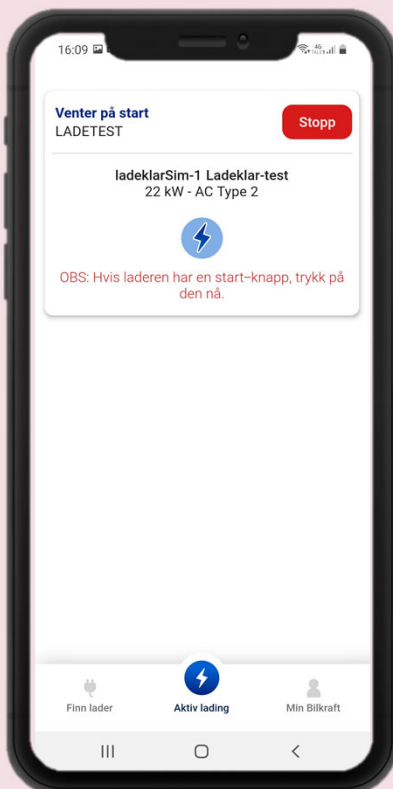 16:09
Venter på start
LADETEST
Stopp
ladeklarSim-1 Ladeklar-test
22 kW - AC Type 2
OBS: Hvis laderen har en start-knapp, trykk på
den nå.
Finn lader
Aktiv lading
Min Bilkraft